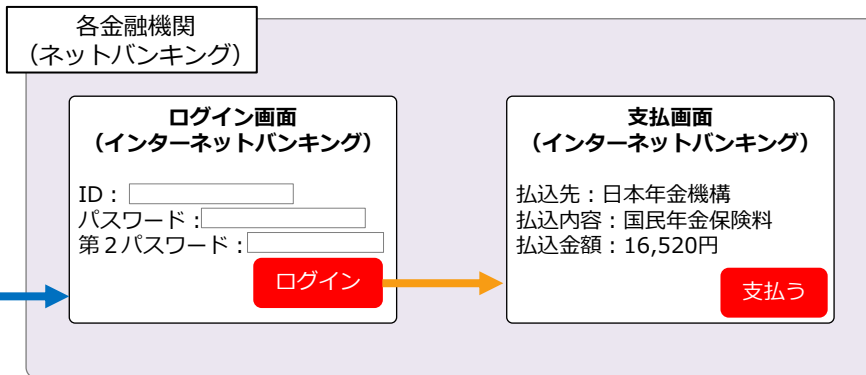 各金融機関
（ネットバンキング）
ログイン画面
（インターネットバンキング）
ID：
パスワード：
第２パスワード：
ログイン
支払画面
（インターネットバンキング）
払込先：日本年金機構
払込内容：国民年金保険料
払込金額：16,520円
支払う